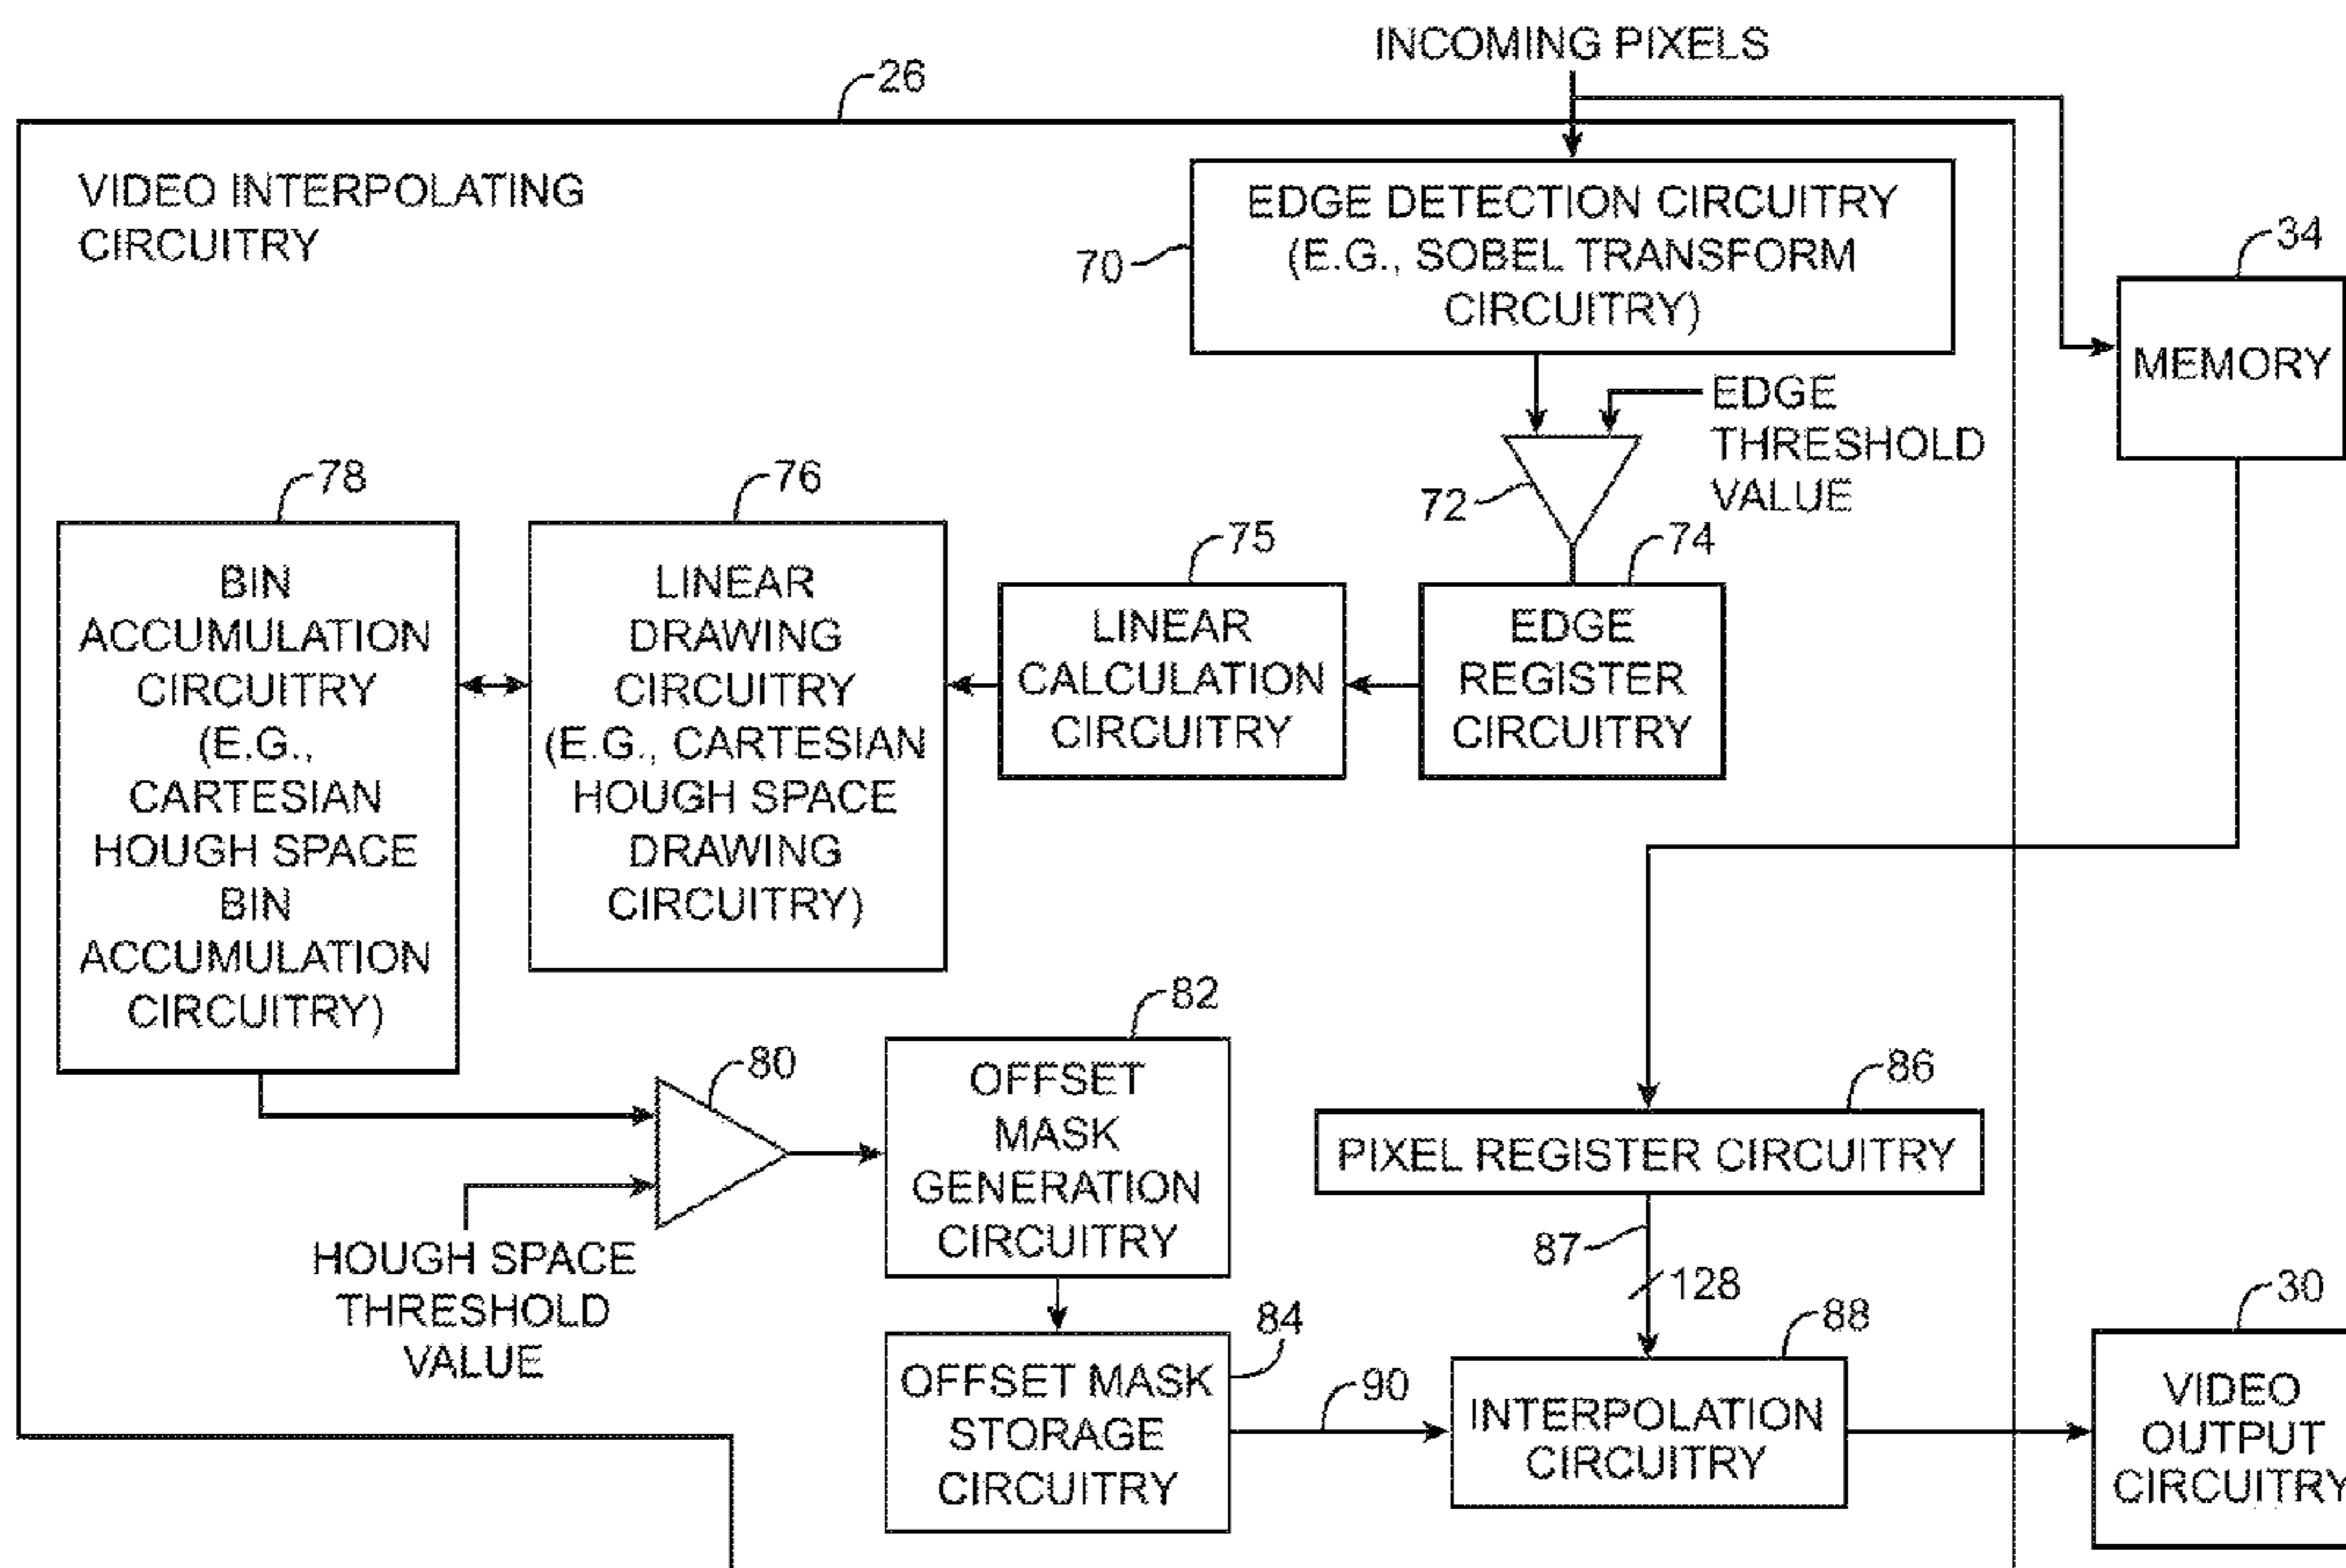 INCOMING PIXELS
26
VIDEO INTERPOLATING
CIRCUITRY
EDGE DETECTION CIRCUITRY
(E.G., SOBEL TRANSFORM
CIRCUITRY)
70
34
MEMORY
EDGE
THRESHOLD
VALUE
72
78
76
75
74
BIN
ACCUMULATION
CIRCUITRY
(E.G.,
CARTESIAN
HOUGH SPACE
BIN
ACCUMULATION
CIRCUITRY)
LINEAR
DRAWING
CIRCUITRY
(E.G., CARTESIAN
HOUGH SPACE
DRAWING
CIRCUITRY)
LINEAR
CALCULATION
CIRCUITRY
EDGE
REGISTER
CIRCUITRY
80
HOUGH SPACE
THRESHOLD
VALUE
82
OFFSET
MASK
GENERATION
CIRCUITRY
86
PIXEL REGISTER CIRCUITRY
87
128
84
OFFSET MASK
STORAGE
CIRCUITRY
90
88
INTERPOLATION
CIRCUITRY
30
VIDEO
OUTPUT
CIRCUITRY